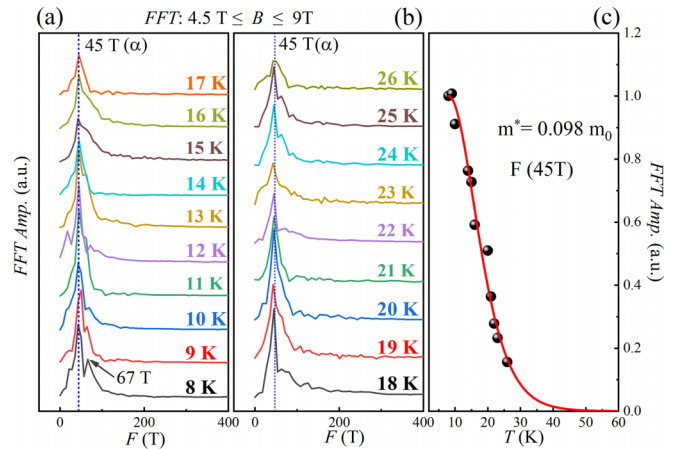 (a) FFT: 4.5 T ≤ B ≤ 9T (b) (c)
45 T (α)
17 K
16 K
15 K
14 K
13 K
12 K
11 K
10 K
9 K
67 T
8 K
FFT Amp. (a.u.)
0 200 400
F (T)
45 T(α)
26 K
25 K
24 K
23 K
22 K
21 K
20 K
19 K
18 K
0 200 400
F (T)
m*= 0.098 m0
F (45T)
1.2
1.0
0.8
0.6
0.4
0.2
0.0
FFT Amp. (a.u.)
10 20 30 40 50 60
T (K)